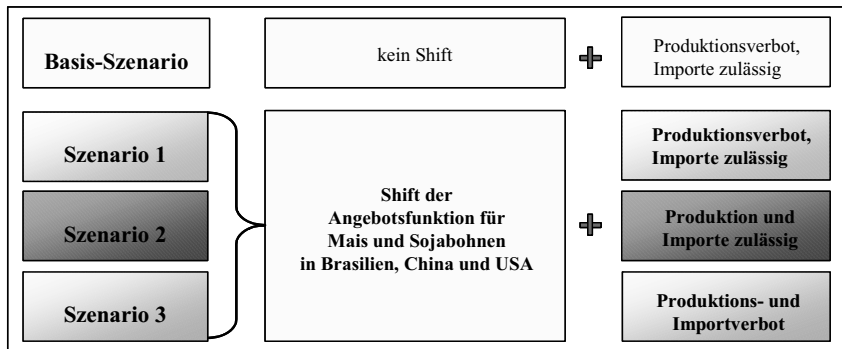 Basis-Szenario
kein Shift
Produktionsverbot,
Importe zulässig
Szenario 1
Szenario 2
Szenario 3
Shift der
Angebotsfunktion für
Mais und Sojabohnen
in Brasilien, China und USA
Produktionsverbot,
Importe zulässig
Produktion und
Importe zulässig
Produktions- und
Importverbot